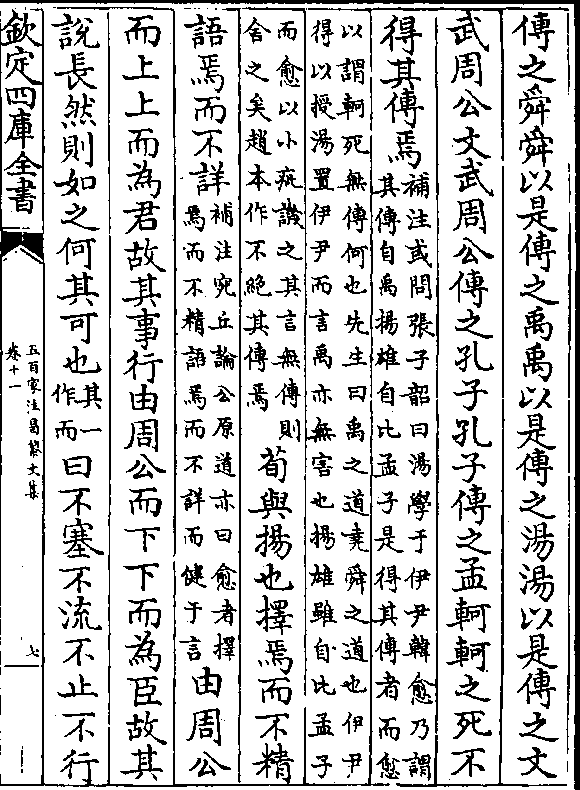 傳之舜舜以是傳之禹禹以是傳之湯湯以是傳之文
武周公文武周公傳之孔子孔子傳之孟軻軻之死不
得其傳焉
補注或問張子韶曰湯學于伊尹韓愈乃謂
其傳自禹揚雄自比孟子是得其傳者而愈
以謂軻死無傳何也先生曰禹之道堯舜之道也伊尹
得以授湯置伊尹而言禹亦無害也揚雄雖自比孟子
而愈以小疵譏之其言無傳則
舍之矣趙本作不絕其傳焉
荀與揚也擇焉而不精
語焉而不詳
補注宛丘論公原道亦曰愈者擇
焉而不精語焉而不詳而健于言
由周公
而上上而為君故其事行由周公而下下而為臣故其
說長然則如之何其可也
其一
作而
曰不塞不流不止不行
欽定四庫全書
五百家注昌黎文集
卷十一
七